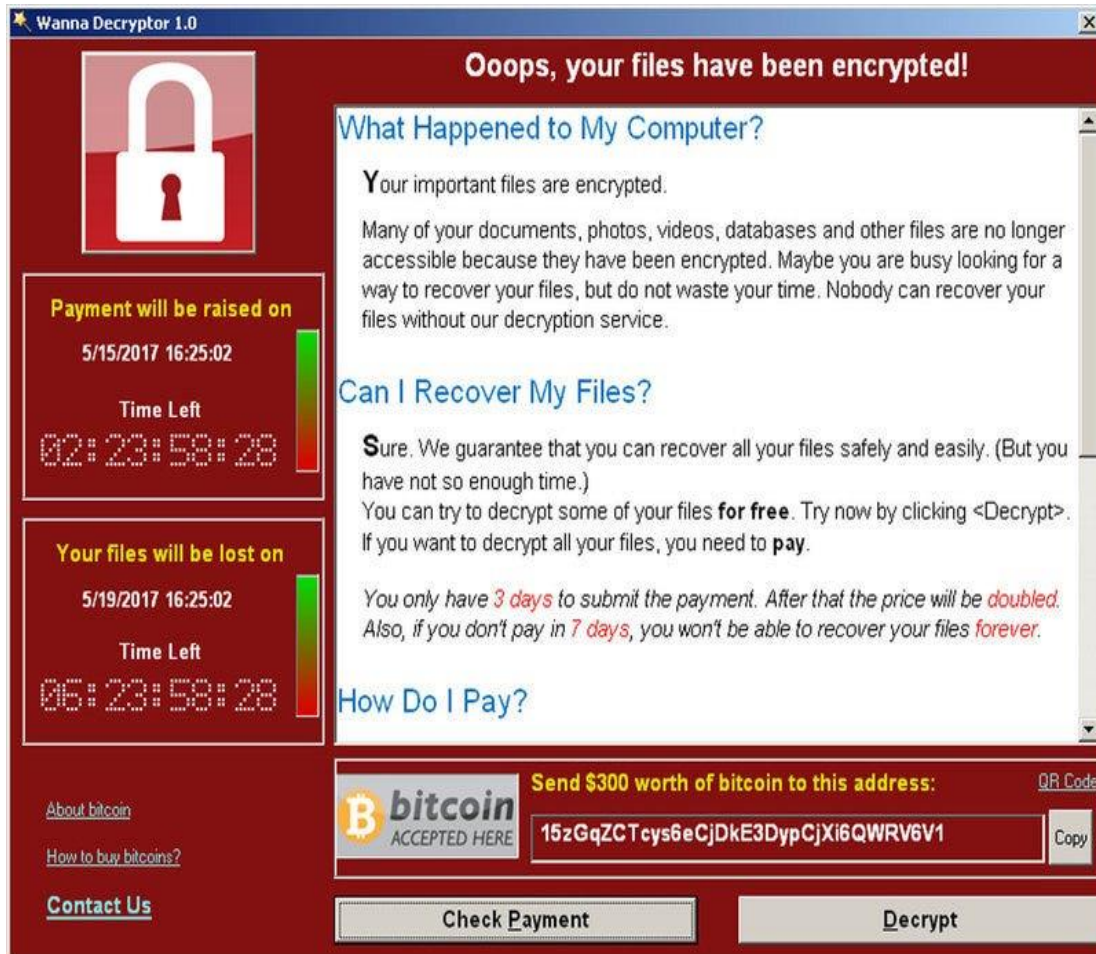 Wanna Decryptor 1.0
Ooops, your files have been encrypted!
Payment will be raised on
5/15/2017 16:25:02
Time Left
02:23:58:28
Your files will be lost on
5/19/2017 16:25:02
Time Left
06:23:58:28
About bitcoin
How to buy bitcoins?
Contact Us
What Happened to My Computer?
Your important files are encrypted.
Many of your documents, photos, videos, databases and other files are no longer
accessible because they have been encrypted. Maybe you are busy looking for a
way to recover your files, but do not waste your time. Nobody can recover your
files without our decryption service.
Can I Recover My Files?
Sure. We guarantee that you can recover all your files safely and easily. (But you
have not so enough time.)
You can try to decrypt some of your files for free. Try now by clicking <Decrypt>.
If you want to decrypt all your files, you need to pay.
You only have 3 days to submit the payment. After that the price will be doubled.
Also, if you don't pay in 7 days, you won't be able to recover your files forever.
How Do I Pay?
bitcoin
ACCEPTED HERE
Send $300 worth of bitcoin to this address:
QR Code
15zGqZCTcys6eCjDkE3DypCjXi6QWRV6V1
Copy
Check Payment
Decrypt